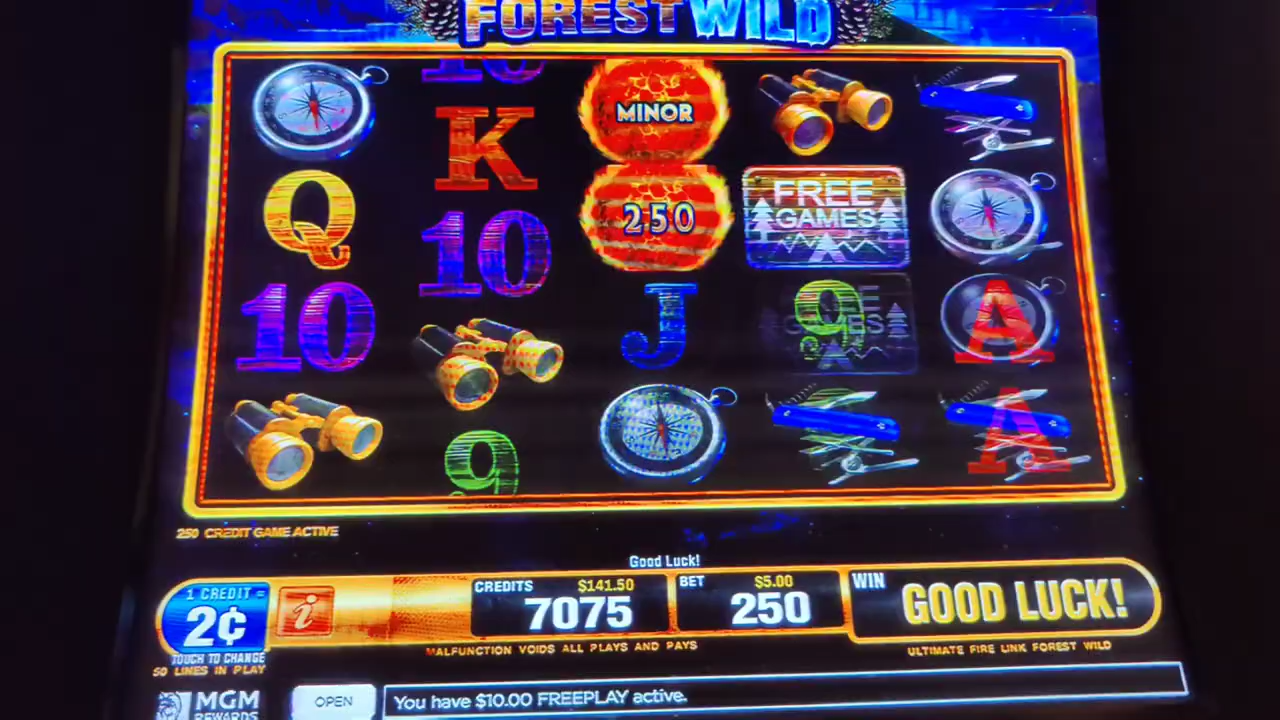 FOREST WILD
10
MINOR
K
Q
250
FREE GAMES
10
10
J
9
A
9
A
250 CREDIT GAME ACTIVE
Good Luck!
1 CREDIT =
2¢
TOUCH TO CHANGE
50 LINES IN PLAY
i
CREDITS $141.50
7075
BET $5.00
250
WIN GOOD LUCK!
MALFUNCTION VOIDS ALL PLAYS AND PAYS
ULTIMATE FIRE LINK FOREST WILD
MGM REWARDS
OPEN
You have $10.00 FREEPLAY active.